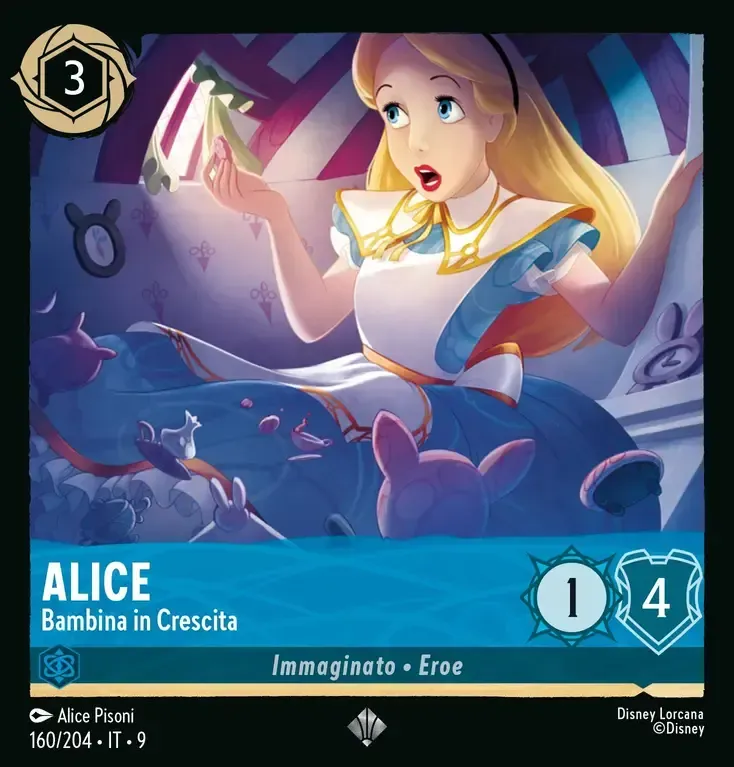 3
ALICE
Bambina in Crescita
1
4
Immaginato • Eroe
Alice Pisoni
160/204 • IT • 9
Disney Lorcana
©Disney